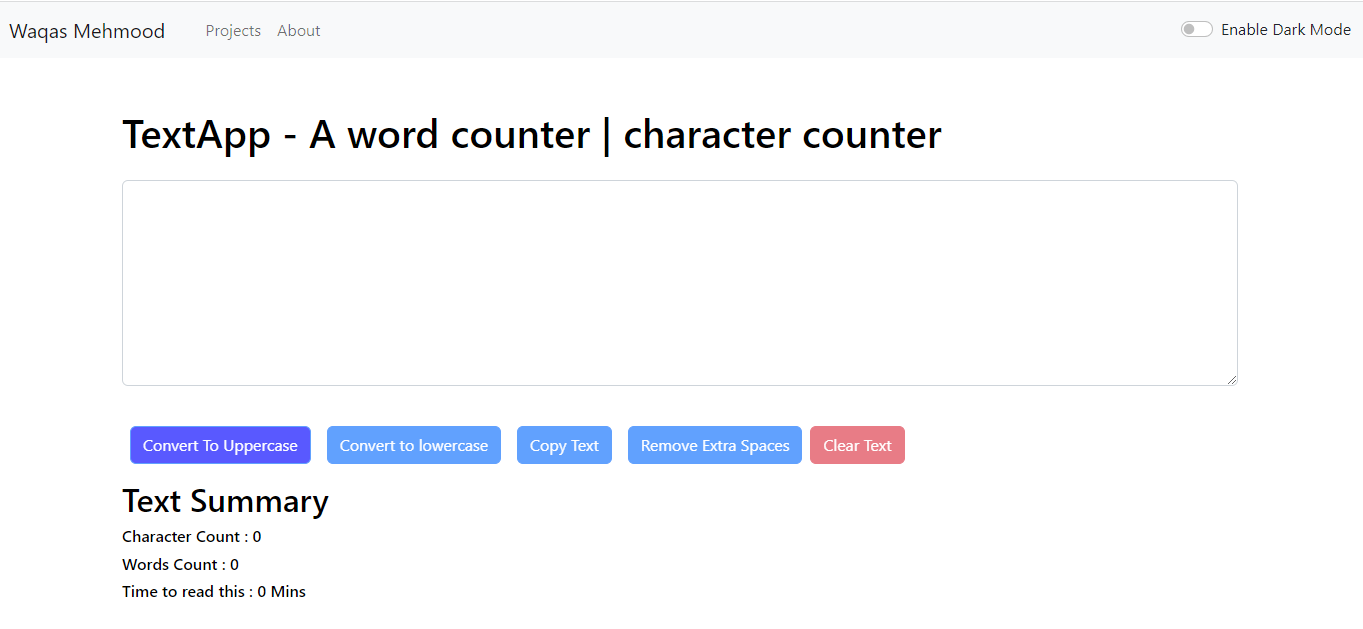 Waqas Mehmood Projects About Enable Dark Mode
TextApp - A word counter | character counter
Convert To Uppercase Convert to lowercase Copy Text Remove Extra Spaces Clear Text
Text Summary
Character Count : 0
Words Count : 0
Time to read this : 0 Mins